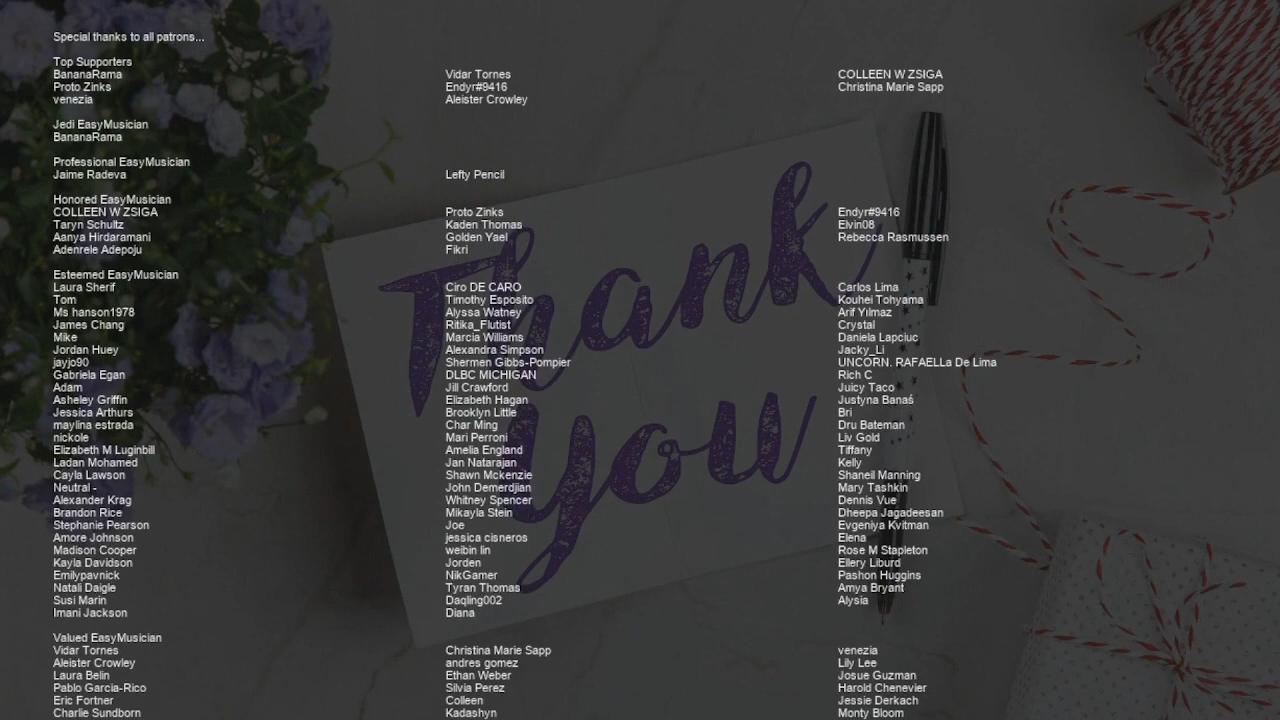 Special thanks to all patrons...
Top Supporters
BananaRama Vidar Tornes COLLEEN W ZSIGA
Proto Zinks Endyr#9416 Christina Marie Sapp
venezia Aleister Crowley
Jedi EasyMusician
BananaRama
Professional EasyMusician
Jaime Radeva Lefty Pencil
Honored EasyMusician
COLLEEN W ZSIGA Proto Zinks Endyr#9416
Taryn Schultz Kaden Thomas Elvin08
Aanya Hirdaramani Golden Yael Rebecca Rasmussen
Adenrele Adepoju Fikri
Esteemed EasyMusician
Laura Sherif Ciro DE CARO Carlos Lima
Tom Timothy Esposito Kouhei Tohyama
Ms hanson1978 Alyssa Watney Arif Yılmaz
James Chang Ritika_Flutist Crystal
Mike Marcia Williams Daniela Lapciuc
Jordan Huey Alexandra Simpson Jacky_Li
jayjo90 Shermen Gibbs-Pompier UNCORN. RAFAELLa De Lima
Gabriela Egan DLBC MICHIGAN Rich C
Adam Jill Crawford Juicy Taco
Asheley Griffin Elizabeth Hagan Justyna Banaś
Jessica Arthurs Brooklyn Little Bri
maylina estrada Char Ming Dru Bateman
nickole Mari Perroni Liv Gold
Elizabeth M Luginbill Amelia England Tiffany
Ladan Mohamed Jan Natarajan Kelly
Cayla Lawson Shawn Mckenzie Shaneil Manning
Neutral - John Demerdjian Mary Tashkin
Alexander Krag Whitney Spencer Dennis Vue
Brandon Rice Mikayla Stein Dheepa Jagadeesan
Stephanie Pearson Joe Evgeniya Kvitman
Amore Johnson jessica cisneros Elena
Madison Cooper weibin lin Rose M Stapleton
Kayla Davidson Jorden Ellery Liburd
Emilypavnick NikGamer Pashon Huggins
Natali Daigle Tyran Thomas Amya Bryant
Susi Marin Daqling002 Alysia
Imani Jackson Diana
Valued EasyMusician
Vidar Tornes Christina Marie Sapp venezia
Aleister Crowley andres gomez Lily Lee
Laura Belin Ethan Weber Josue Guzman
Pablo Garcia-Rico Silvia Perez Harold Chenevier
Eric Fortner Colleen Jessie Derkach
Charlie Sundborn Kadashyn Monty Bloom
Thank
you